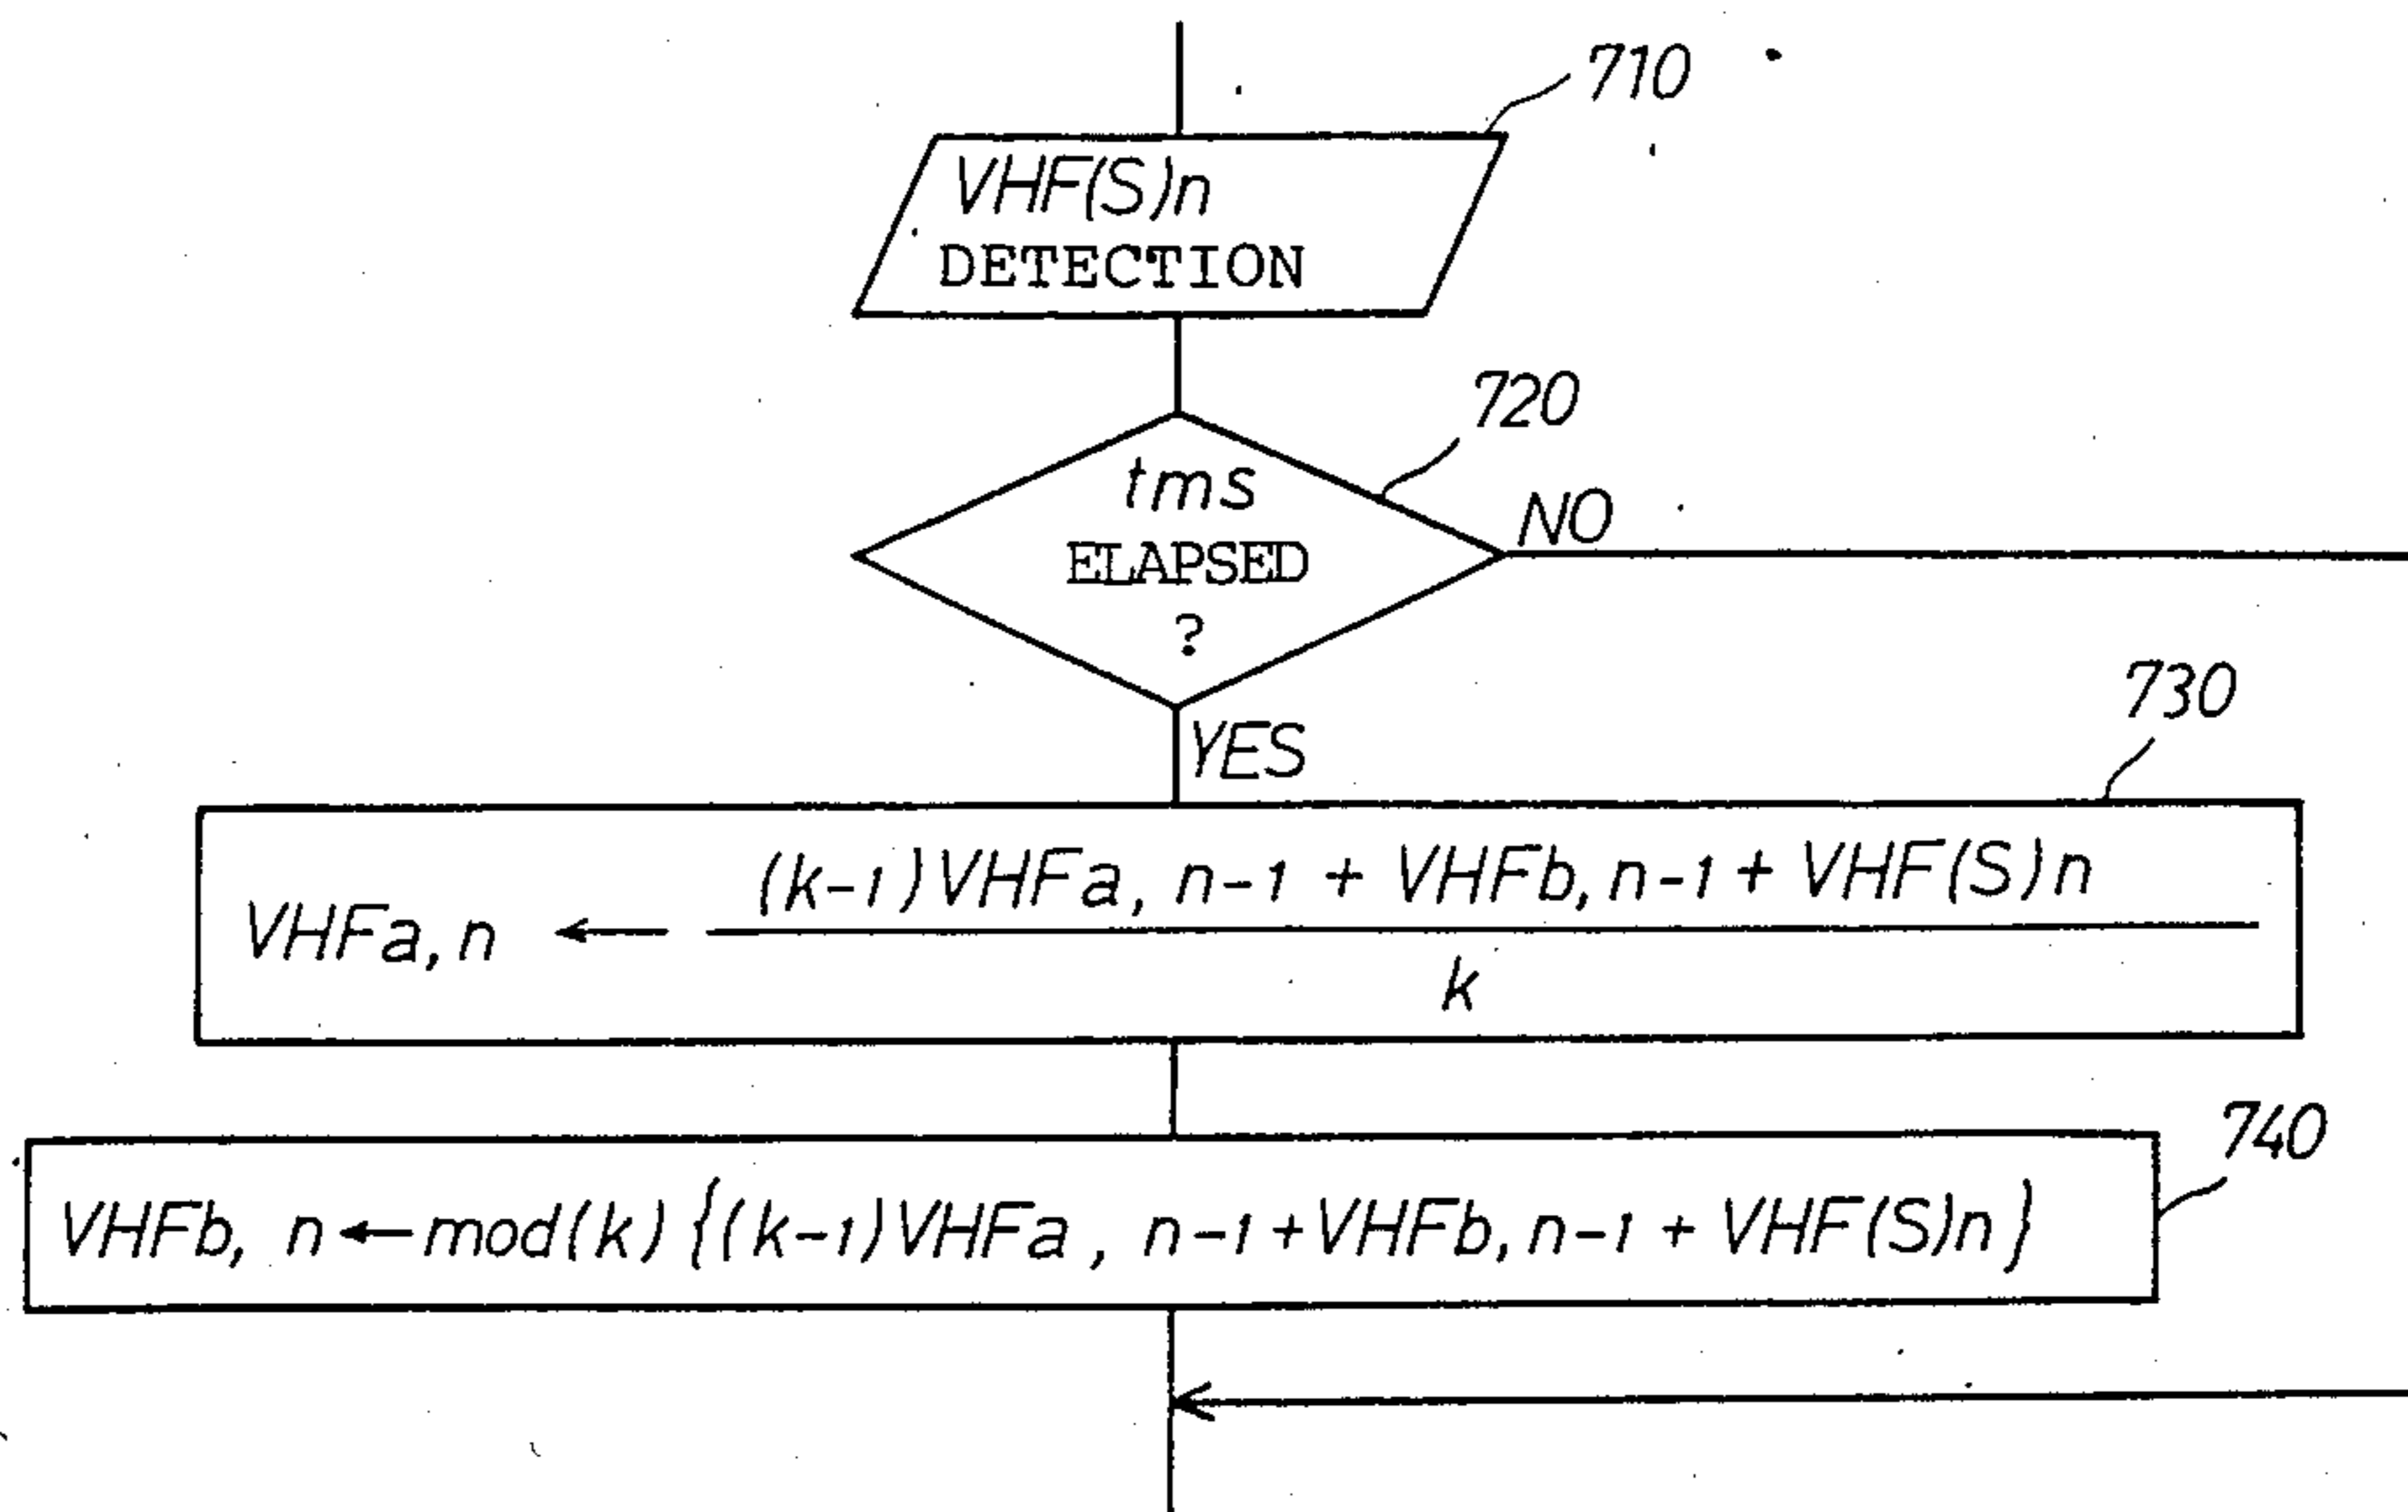 710
VHF(S)n
DETECTION
720
tms
ELAPSED
?
NO
YES
730
(k-1)VHFa, n-1 + VHFb, n-1 + VHF(S)n
VHFa, n ←
k
740
VHFb, n ← mod(k) {(k-1)VHFa, n-1 + VHFb, n-1 + VHF(S)n}